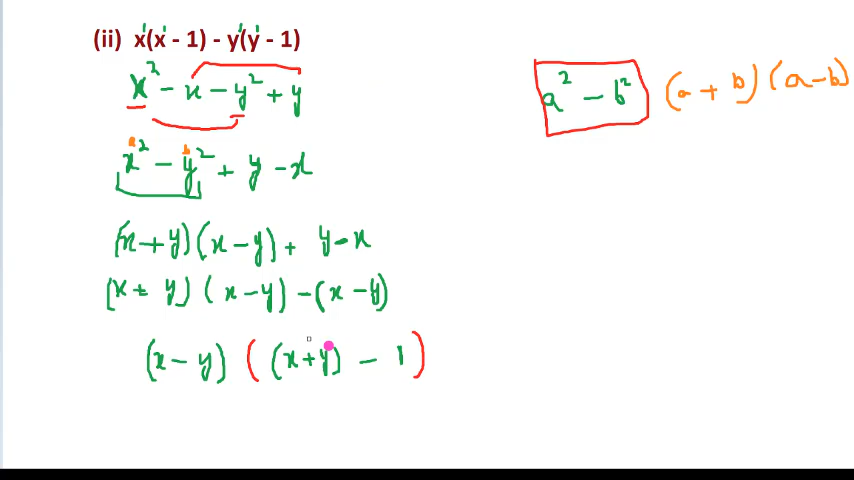 (ii) x(x - 1) - y(y - 1)
x² - x - y² + y
a² - b² (a + b) (a - b)
a b
x² - y² + y - x
(x + y) (x - y) + y - x
(x + y) (x - y) - (x - y)
(x - y) ((x + y) - 1)